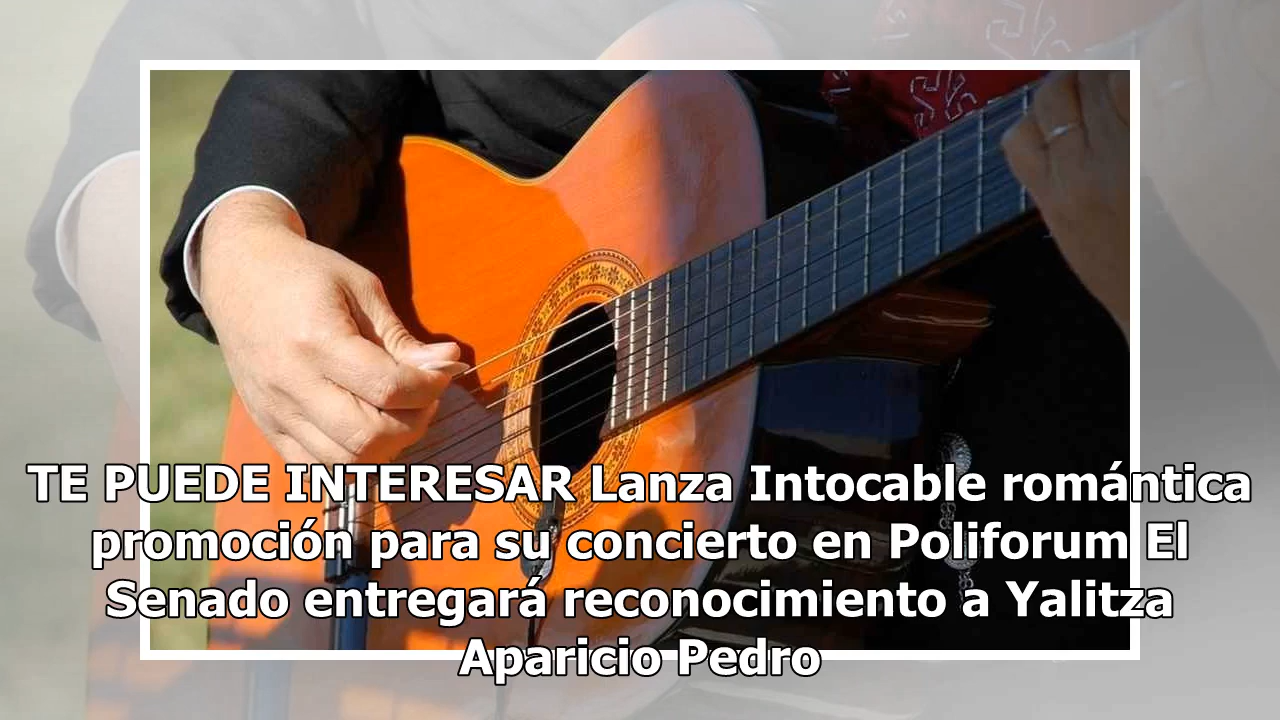 TE PUEDE INTERESAR Lanza Intocable romántica
promoción para su concierto en Poliforum El
Senado entregará reconocimiento a Yalitza
Aparicio Pedro